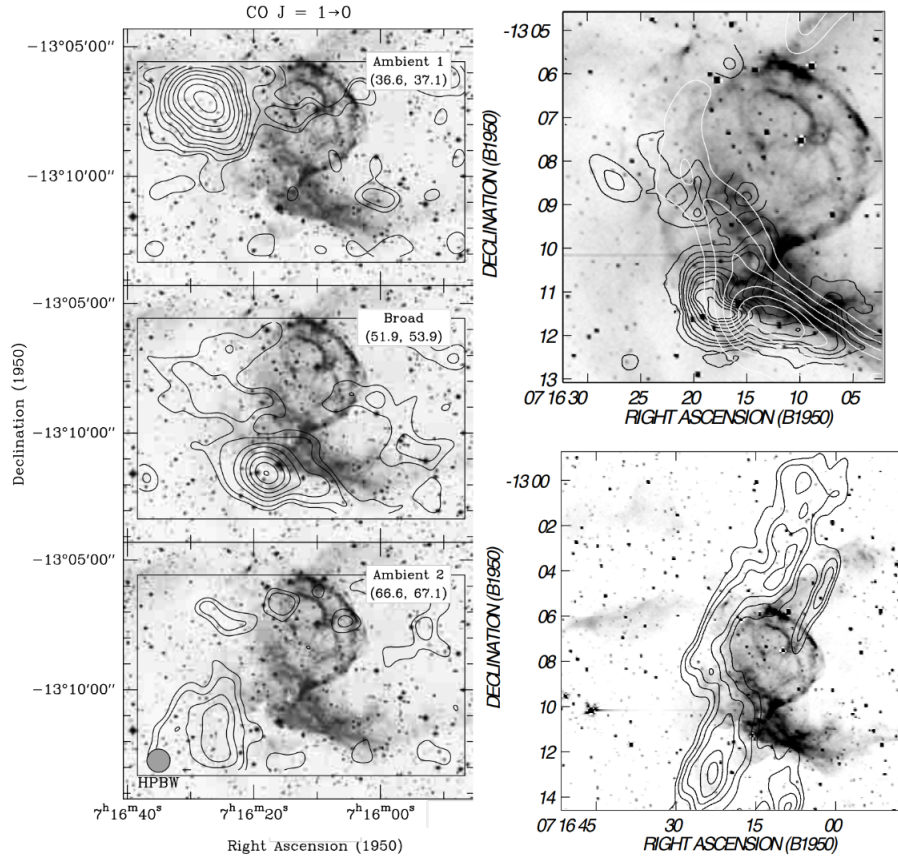 CO J = 1→0
Ambient 1
(36.6, 37.1)
−13°05′00″
−13°10′00″
Broad
(51.9, 53.9)
−13°05′00″
−13°10′00″
Ambient 2
(66.6, 67.1)
−13°05′00″
−13°10′00″
HPBW
7ʰ16ᵐ40ˢ
7ʰ16ᵐ20ˢ
7ʰ16ᵐ00ˢ
Declination (1950)
Right Ascension (1950)
-13 05
06
07
08
09
10
11
12
13
DECLINATION (B1950)
07 16 30
25
20
15
10
05
RIGHT ASCENSION (B1950)
-13 00
02
04
06
08
10
12
14
DECLINATION (B1950)
07 16 45
30
15
00
RIGHT ASCENSION (B1950)